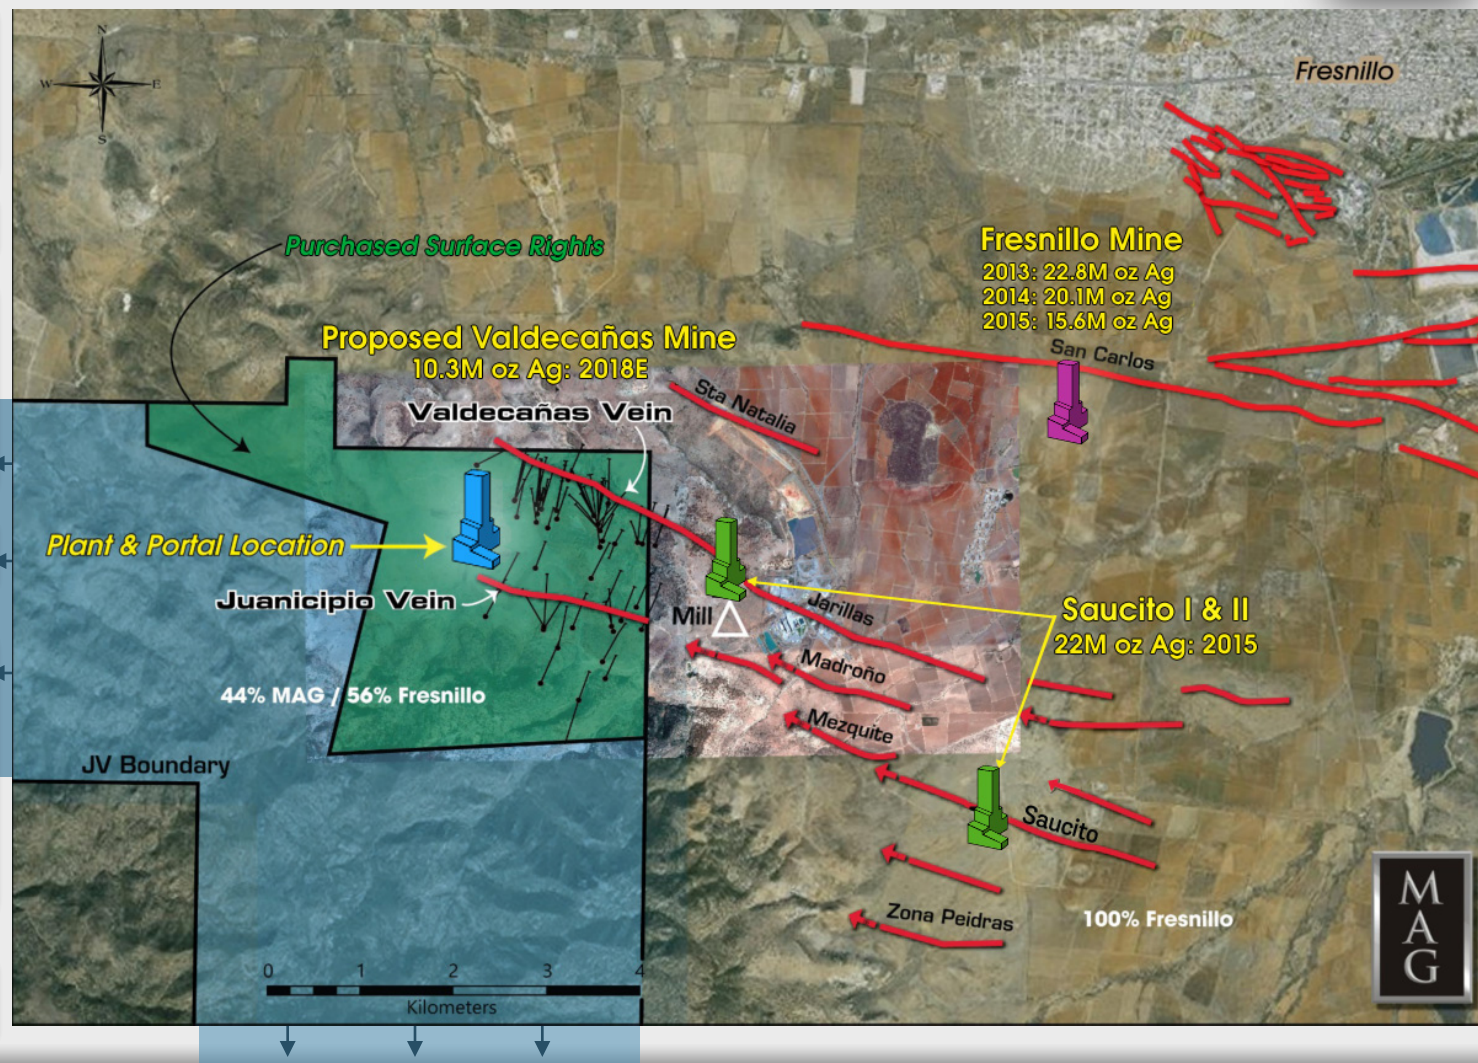 N
W
E
S
Fresnillo
Purchased Surface Rights
Fresnillo Mine
2013: 22.8M oz Ag
2014: 20.1M oz Ag
2015: 15.6M oz Ag
Proposed Valdecañas Mine
10.3M oz Ag: 2018E
San Carlos
Valdecañas Vein
Sta Natalia
Plant & Portal Location
Juanicipio Vein
Mill
Jarillas
Saucito I & II
22M oz Ag: 2015
Madroño
44% MAG / 56% Fresnillo
Mezquite
JV Boundary
Saucito
Zona Peidras
100% Fresnillo
MAG
0 1 2 3 4
Kilometers